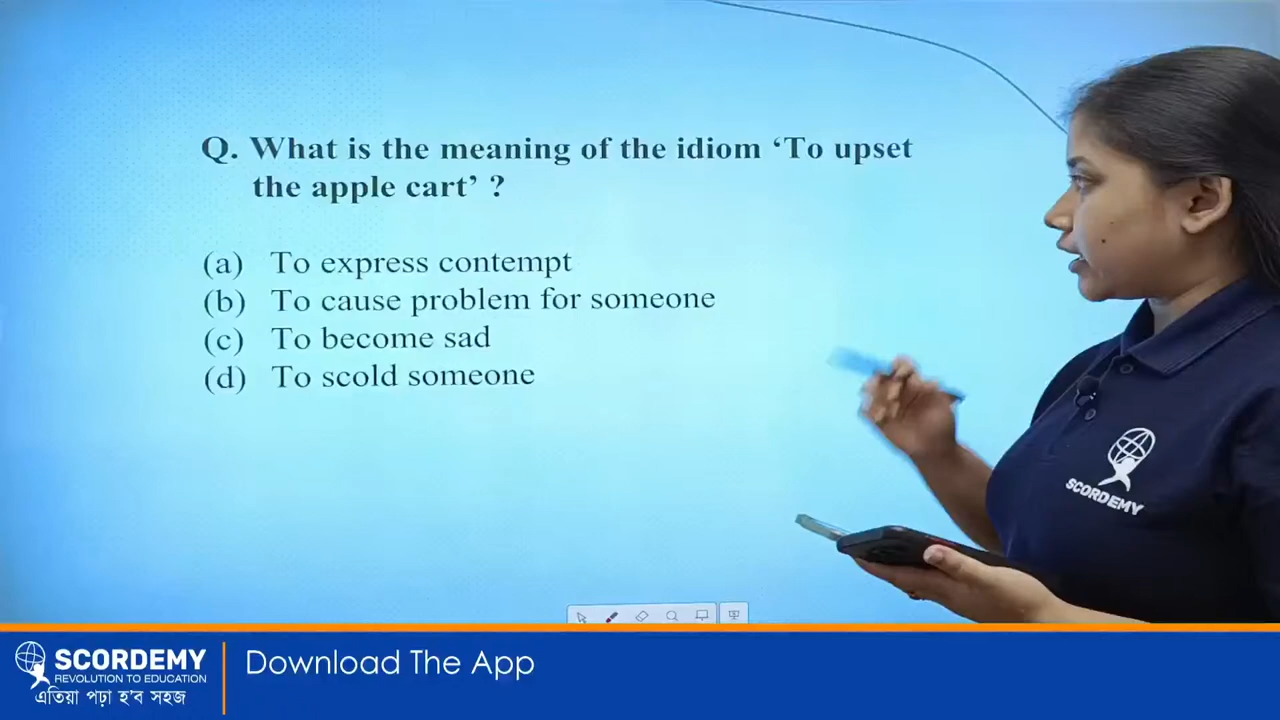 Q. What is the meaning of the idiom ‘To upset
the apple cart’ ?
(a) To express contempt
(b) To cause problem for someone
(c) To become sad
(d) To scold someone
SCORDEMY
SCORDEMY
REVOLUTION TO EDUCATION
এতিয়া পঢ়া হ'ব সহজ
Download The App